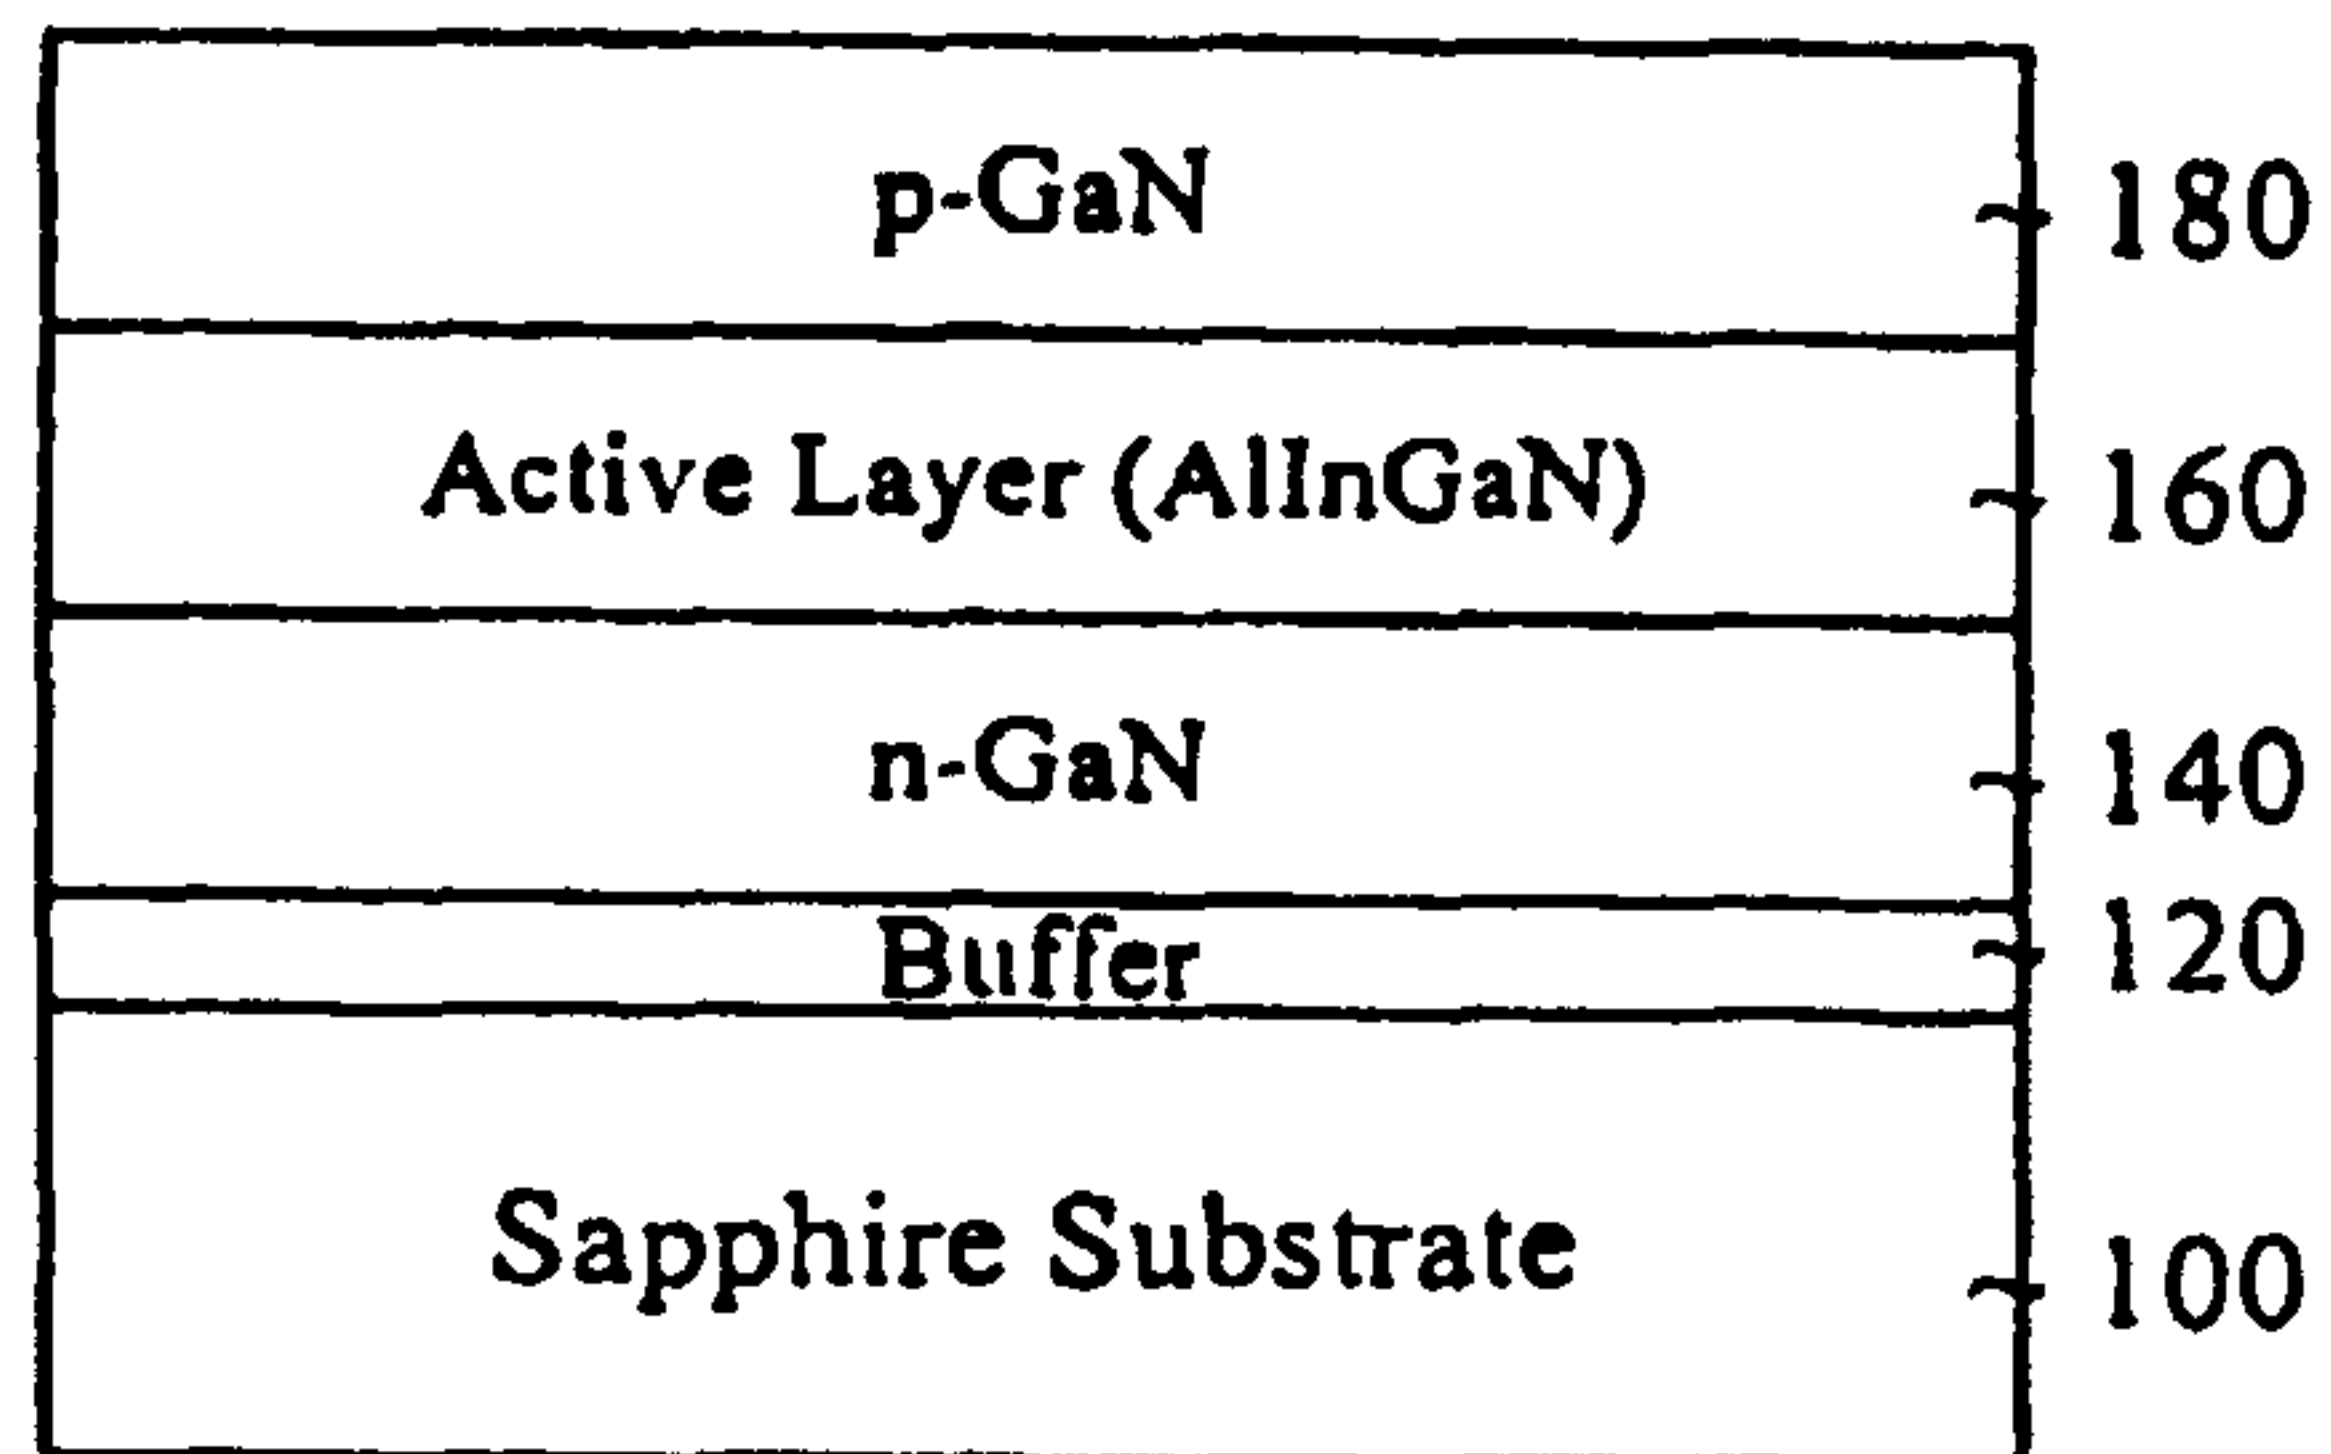 p-GaN 180
Active Layer (AlInGaN) 160
n-GaN 140
Buffer 120
Sapphire Substrate 100